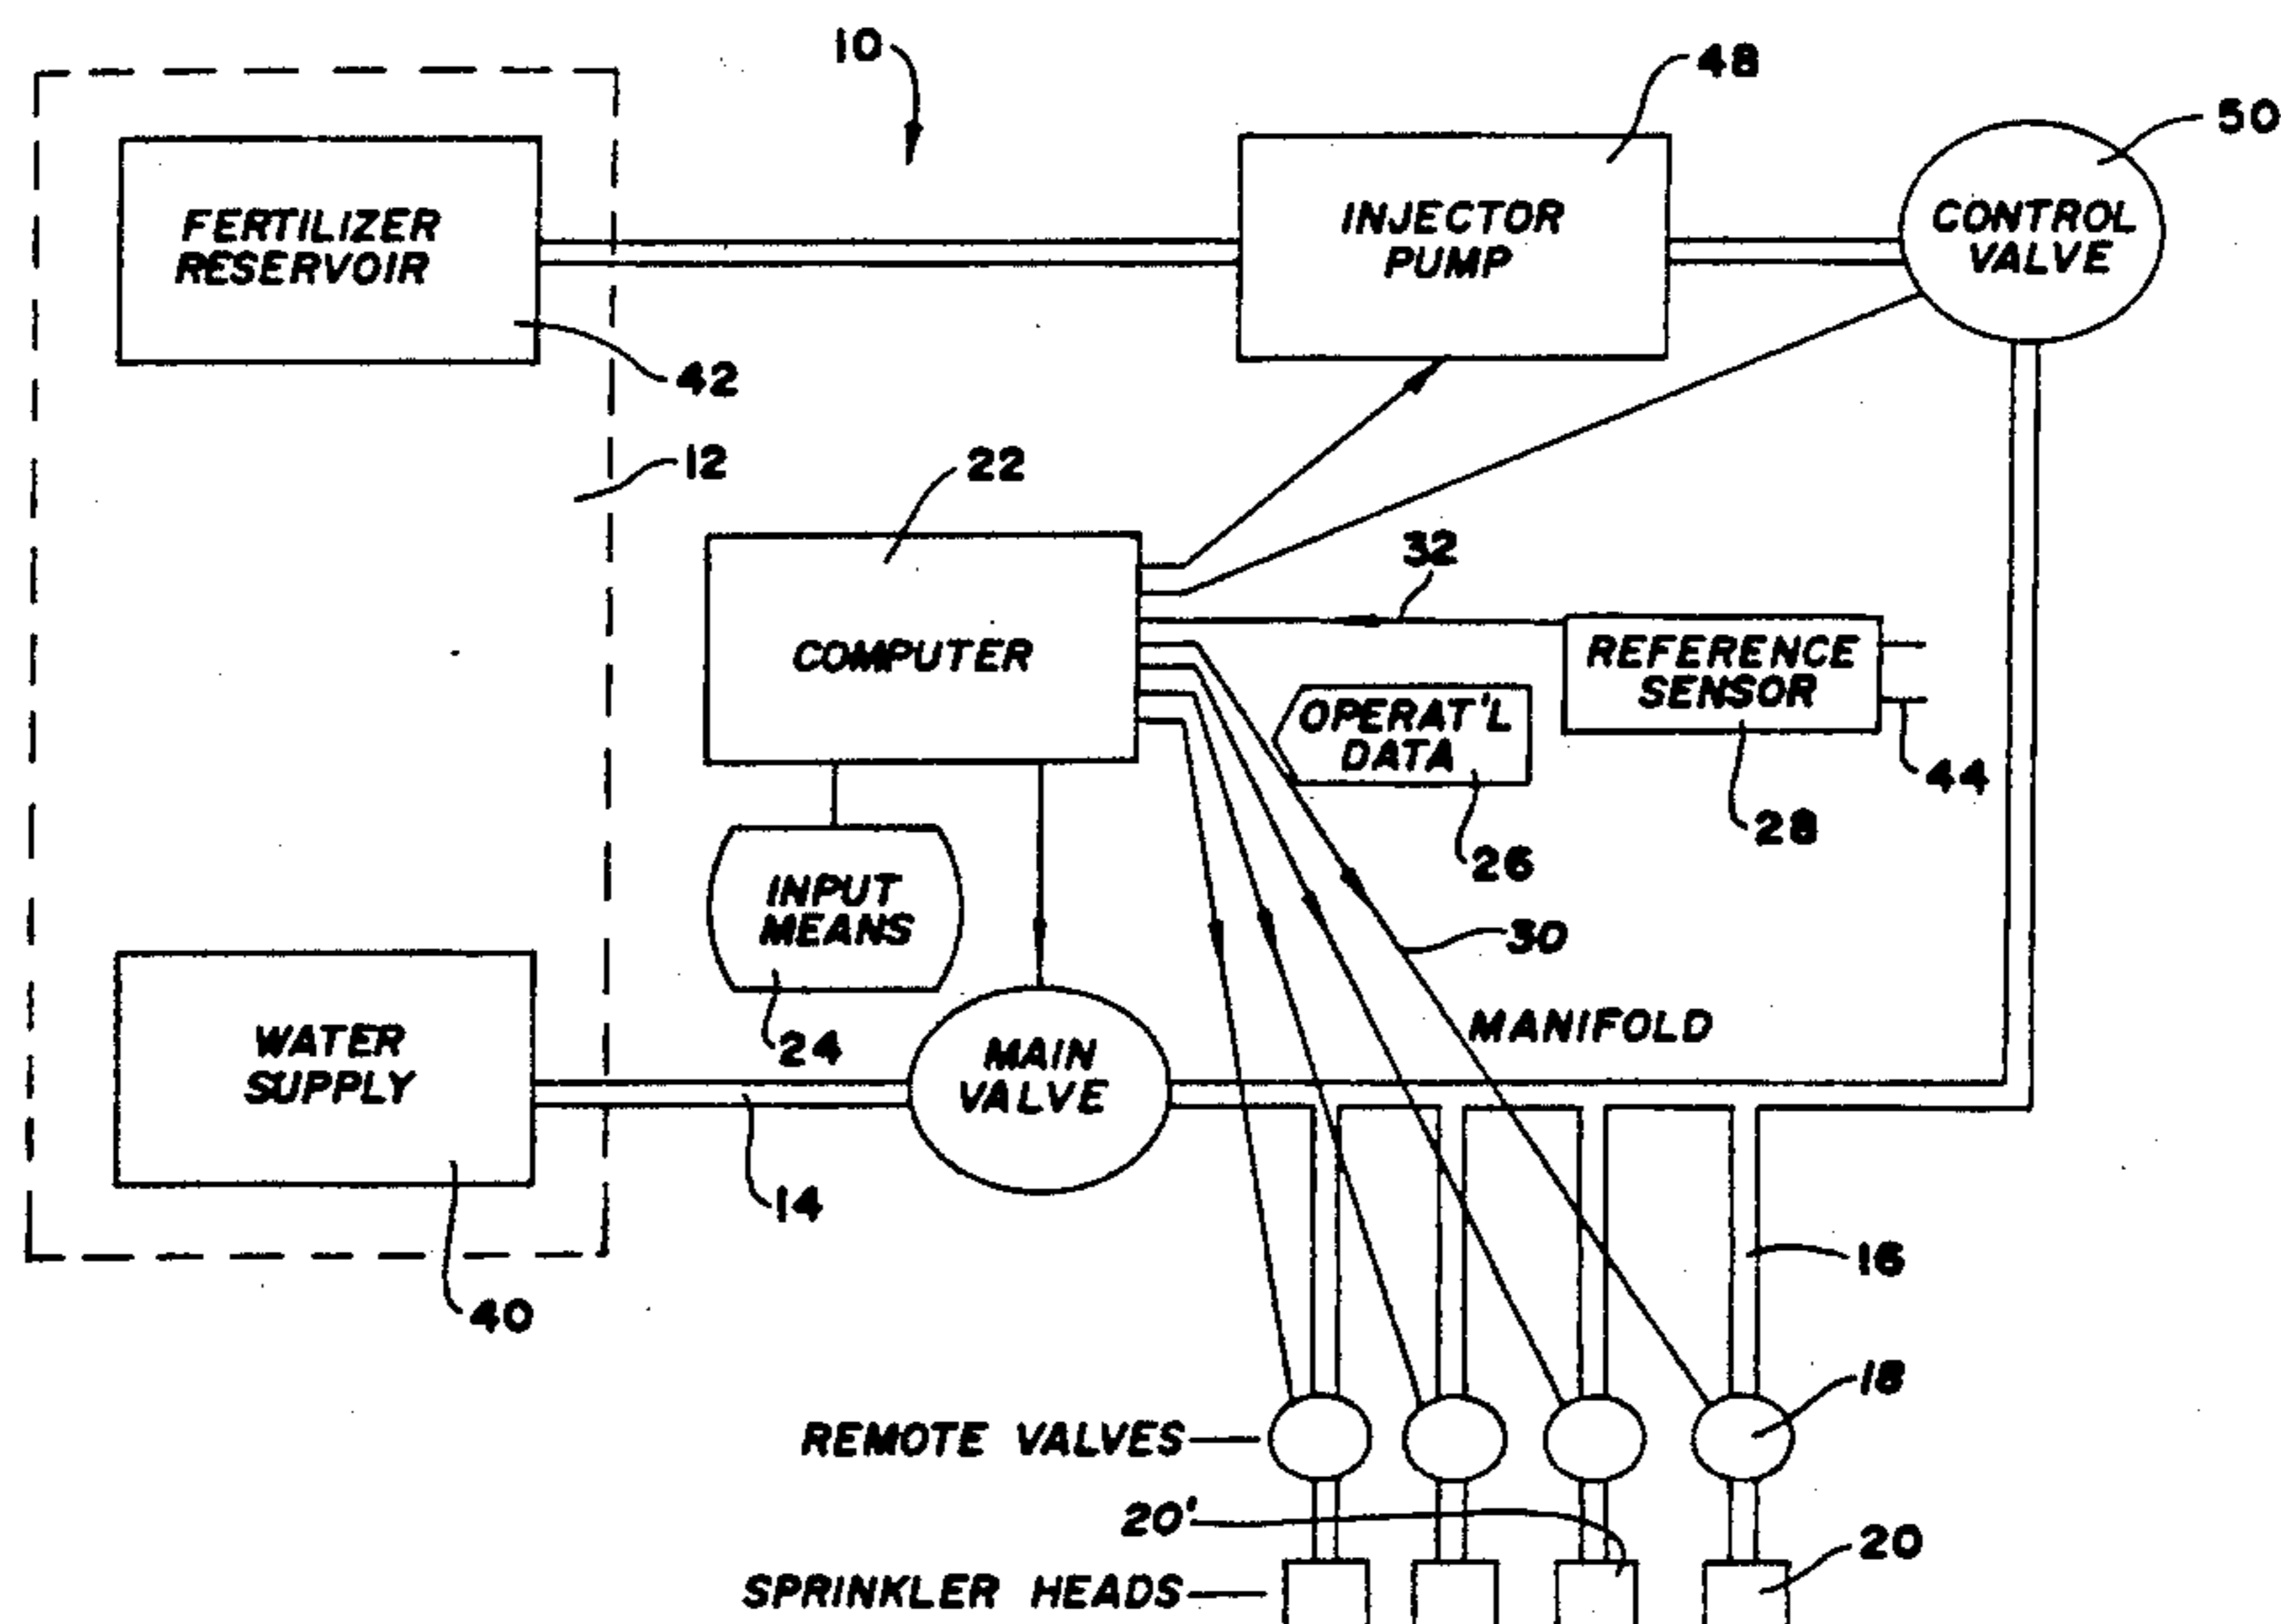 10
48
50
FERTILIZER
RESERVOIR
INJECTOR
PUMP
CONTROL
VALVE
42
12
22
32
COMPUTER
REFERENCE
SENSOR
OPERAT'L
DATA
44
28
26
INPUT
MEANS
30
24
MANIFOLD
WATER
SUPPLY
MAIN
VALVE
14
16
40
18
REMOTE VALVES
20'
20
SPRINKLER HEADS